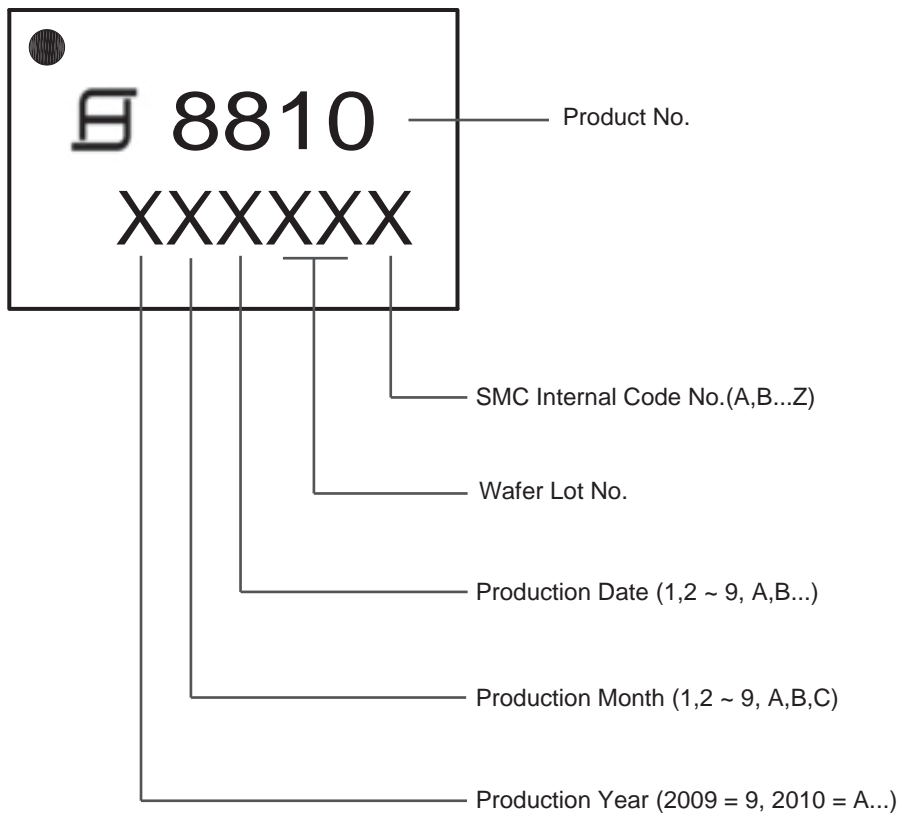 8810
Product No.
XXXXXX
SMC Internal Code No.(A,B...Z)
Wafer Lot No.
Production Date (1,2 ~ 9, A,B...)
Production Month (1,2 ~ 9, A,B,C)
Production Year (2009 = 9, 2010 = A...)